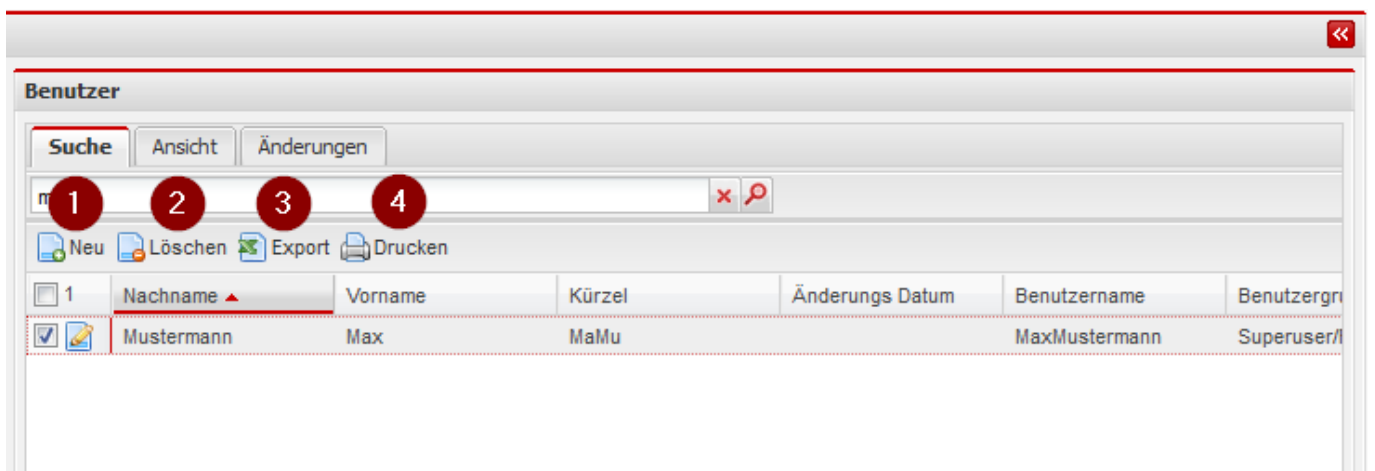 Benutzer
Suche Ansicht Änderungen
1 2 3 4
Neu Löschen Export Drucken
1 Nachname Vorname Kürzel Änderungs Datum Benutzername
Mustermann Max MaMu MaxMustermann